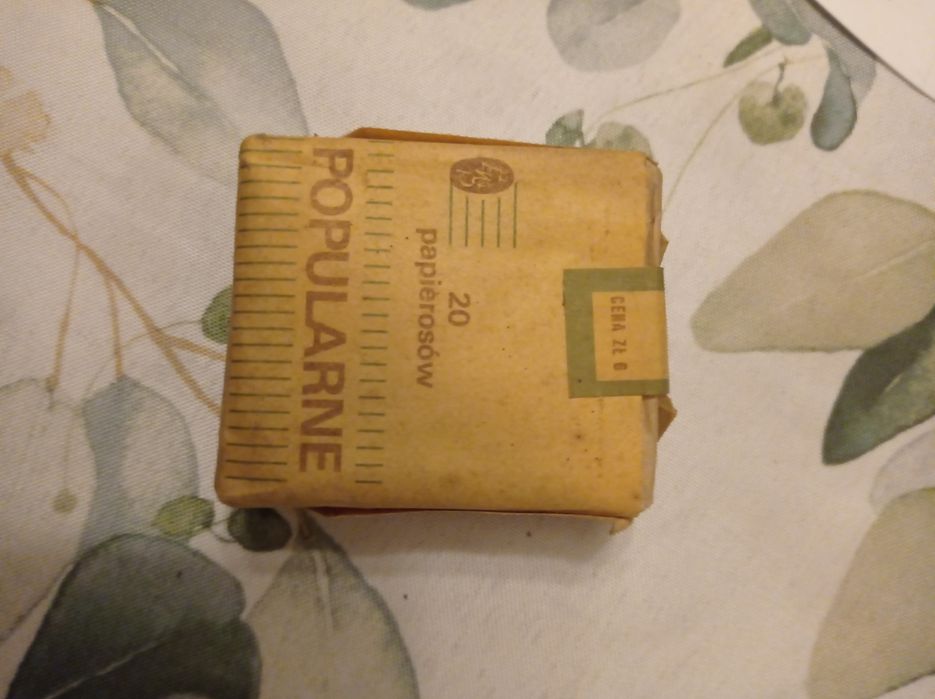 CENA ZŁ 6
20
papierosów
POPULARNE